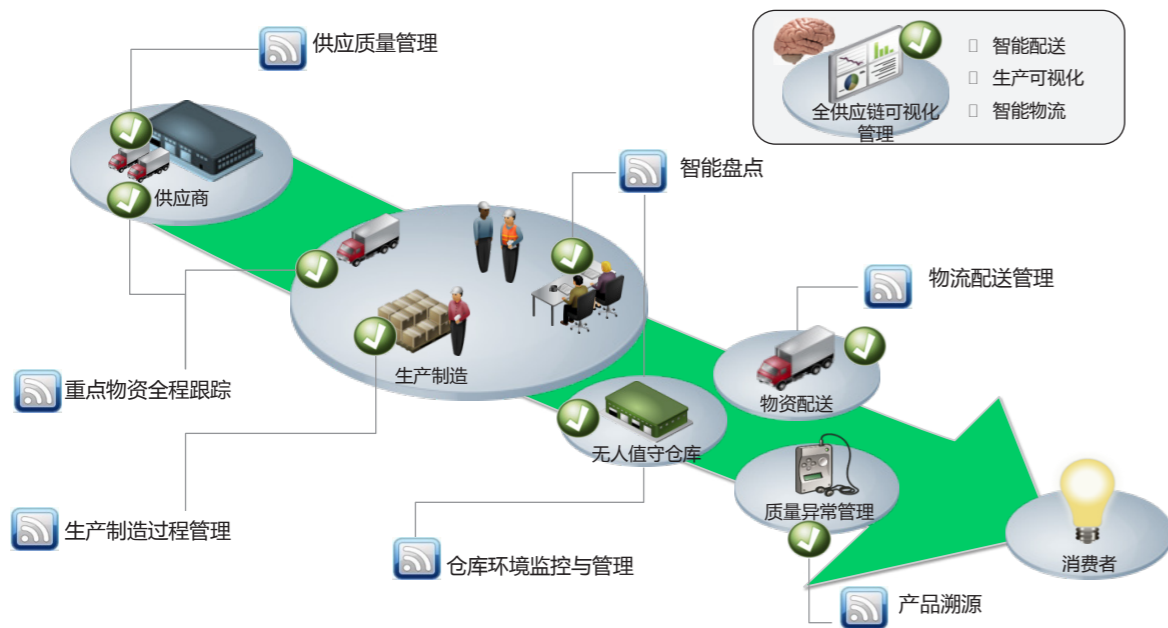 供应质量管理
智能配送
生产可视化
全供应链可视化
管理
智能物流
智能盘点
供应商
物流配送管理
生产制造
重点物资全程跟踪
物资配送
无人值守仓库
质量异常管理
生产制造过程管理
仓库环境监控与管理
消费者
产品溯源